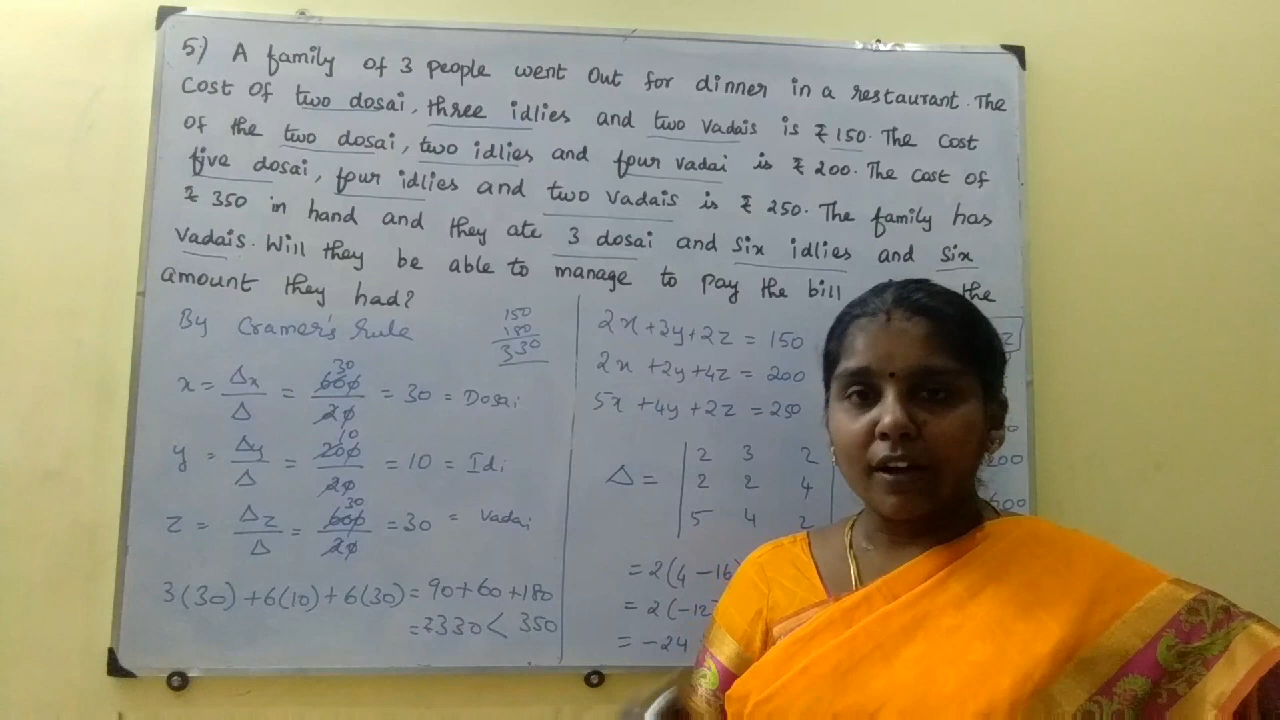 5) A family of 3 people went out for dinner in a restaurant. The
Cost of two dosai, three idlies and two Vadais is ₹150. The cost
of the two dosai, two idlies and four vadai is ₹ 200. The cost of
five dosai, four idlies and two vadais is ₹ 250. The family has
₹ 350 in hand and they ate 3 dosai and six idlies and six
Vadais. Will they be able to manage to pay the bill the
amount they had?
By Cramer's rule
150
180
330
x = Δx/Δ = 600/20 = 30 = Dosai
30
y = Δy/Δ = 200/20 = 10 = Idi
10
z = Δz/Δ = 600/20 = 30 = Vadai
30
3(30) + 6(10) + 6(30) = 90 + 60 + 180
= ₹330 < 350
2x + 3y + 2z = 150
2x + 2y + 4z = 200
5x + 4y + 2z = 250
Δ = | 2 3 2
2 2 4
5 4 2
= 2(4 - 16)
= 2(-12
= -24
z
200
600